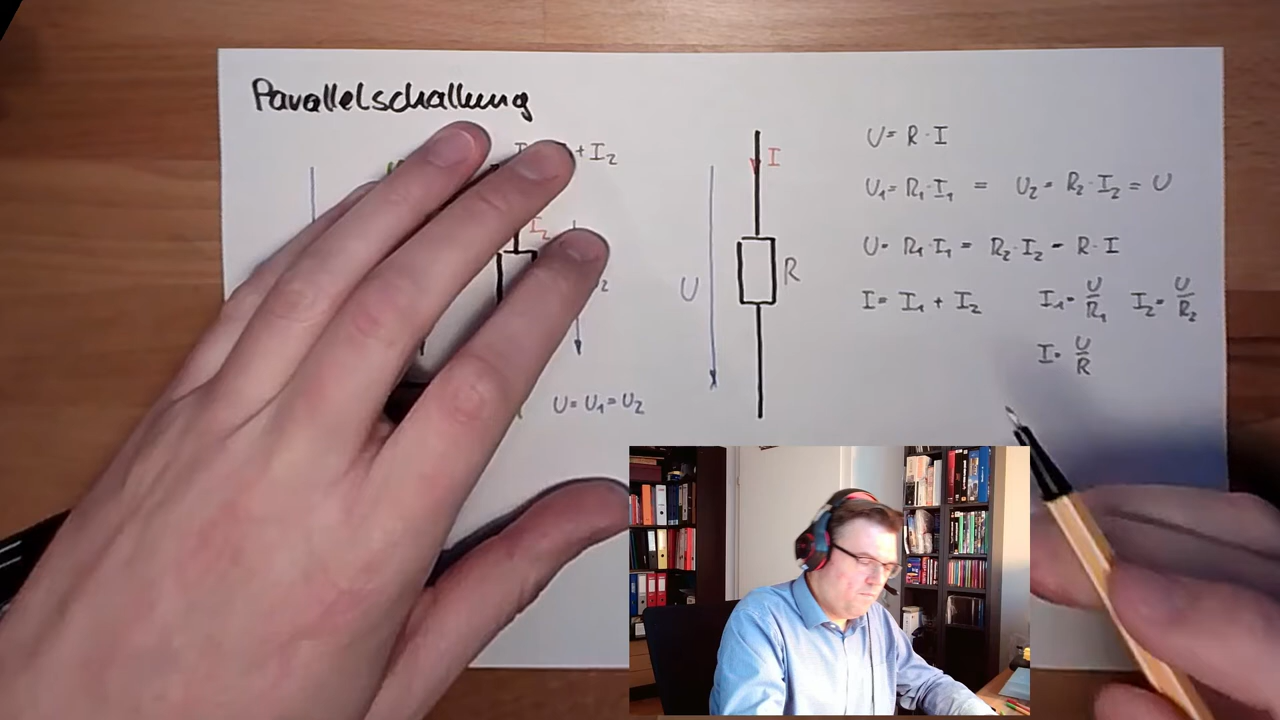 Parallelschaltung
+ I₂
I₂
U = U₁ = U₂
I
U
R
U = R · I
U₁ = R₁ · I₁ = U₂ = R₂ · I₂ = U
U = R₁ · I₁ = R₂ · I₂ = R · I
I = I₁ + I₂ I₁ = U/R₁ I₂ = U/R₂
I = U/R